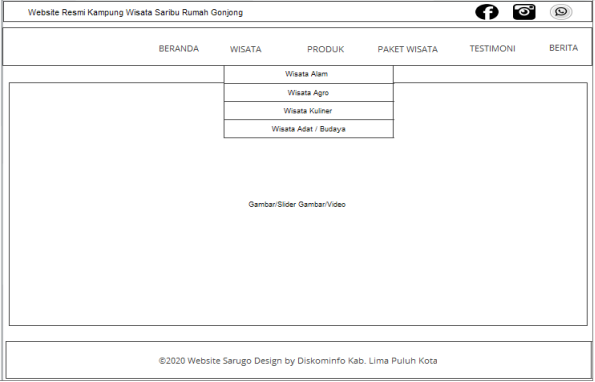 Website Resmi Kampung Wisata Saribu Rumah Gonjong
BERANDA WISATA PRODUK PAKET WISATA TESTIMONI BERITA
Wisata Alam
Wisata Agro
Wisata Kuliner
Wisata Adat / Budaya
Gambar/Slider Gambar/Video
©2020 Website Sarugo Design by Diskominfo Kab. Lima Puluh Kota